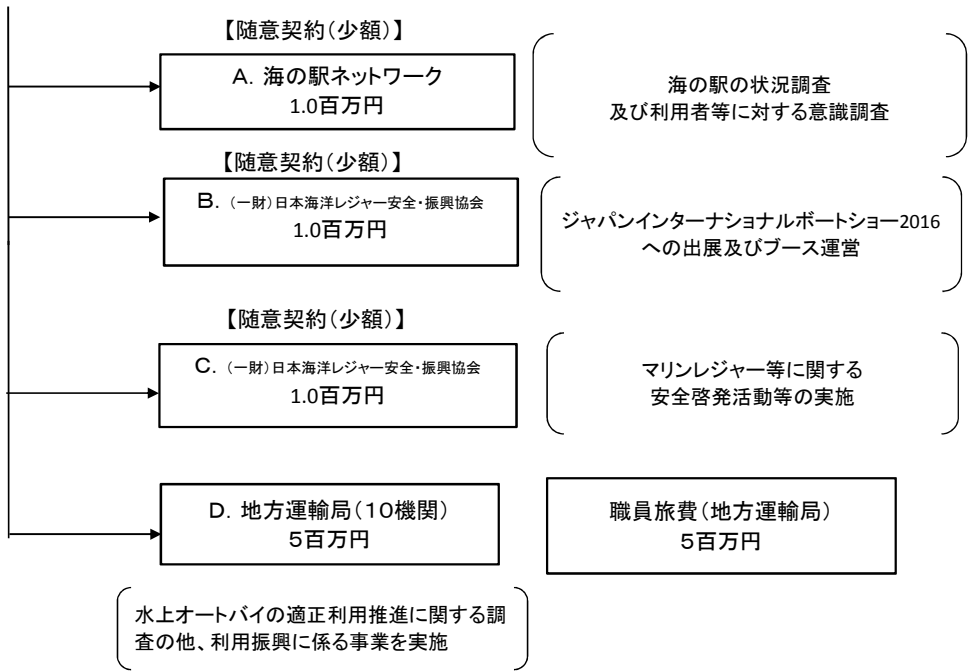 【随意契約(少額)】
A. 海の駅ネットワーク
1.0百万円
海の駅の状況調査
及び利用者等に対する意識調査
【随意契約(少額)】
B. (一財)日本海洋レジャー安全・振興協会
1.0百万円
ジャパンインターナショナルボートショー2016
への出展及びブース運営
【随意契約(少額)】
C. (一財)日本海洋レジャー安全・振興協会
1.0百万円
マリンレジャー等に関する
安全啓発活動等の実施
D. 地方運輸局(10機関)
5百万円
職員旅費(地方運輸局)
5百万円
水上オートバイの適正利用推進に関する調
査の他、利用振興に係る事業を実施